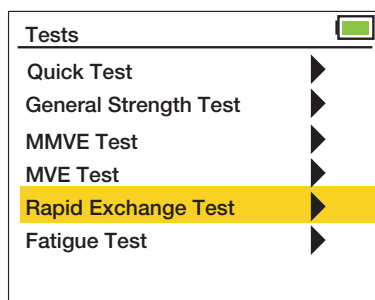 Tests
Quick Test
General Strength Test
MMVE Test
MVE Test
Rapid Exchange Test
Fatigue Test